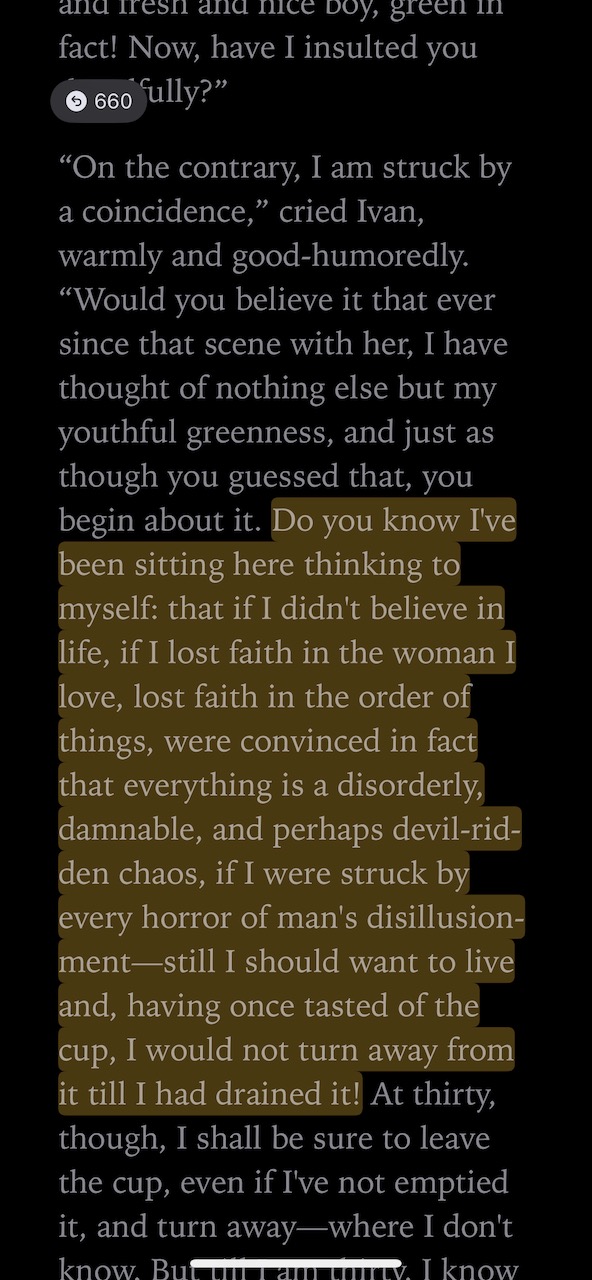 and fresh and nice boy, green in
fact! Now, have I insulted you
660
fully?”
“On the contrary, I am struck by
a coincidence,” cried Ivan,
warmly and good-humoredly.
“Would you believe it that ever
since that scene with her, I have
thought of nothing else but my
youthful greenness, and just as
though you guessed that, you
begin about it. Do you know I've
been sitting here thinking to
myself: that if I didn't believe in
life, if I lost faith in the woman I
love, lost faith in the order of
things, were convinced in fact
that everything is a disorderly,
damnable, and perhaps devil-rid-
den chaos, if I were struck by
every horror of man's disillusion-
ment—still I should want to live
and, having once tasted of the
cup, I would not turn away from
it till I had drained it! At thirty,
though, I shall be sure to leave
the cup, even if I've not emptied
it, and turn away—where I don't
know. But till I am thirty, I know